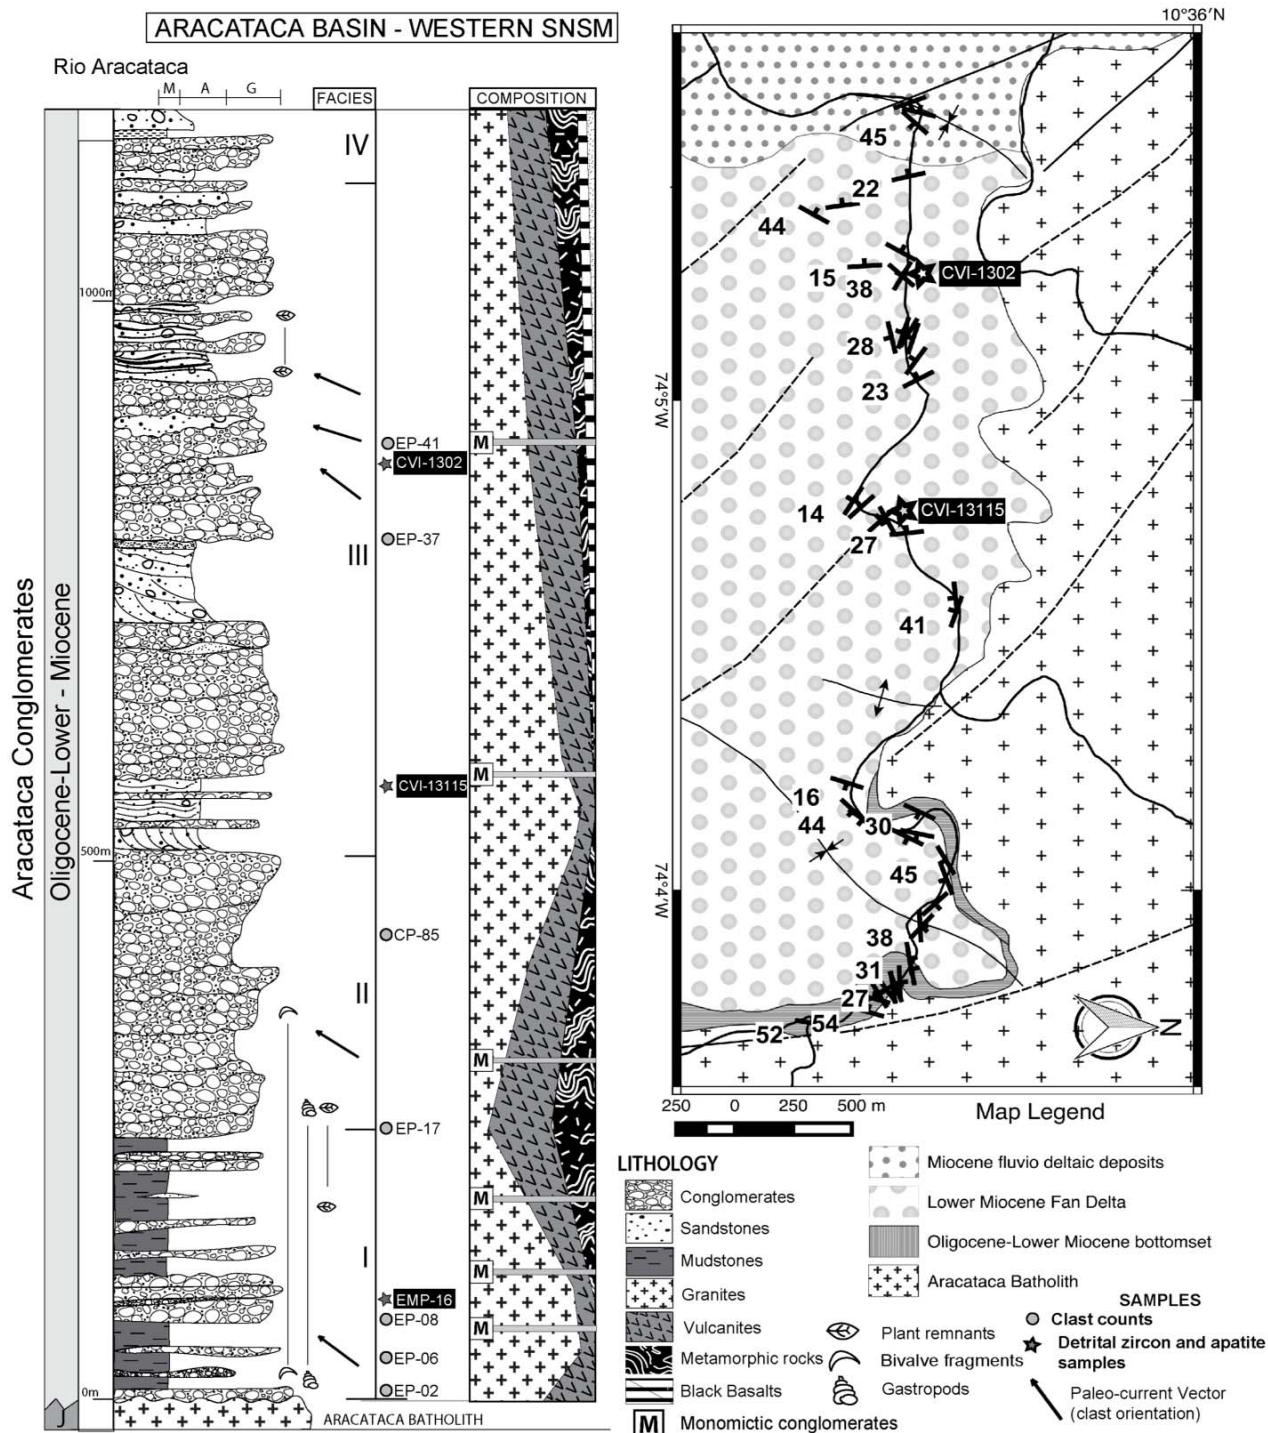 ARACATACA BASIN - WESTERN SNSM
Rio Aracataca
M A G
FACIES
COMPOSITION
Aracataca Conglomerates
Oligocene-Lower - Miocene
IV
1000m
EP-41
M
CVI-1302
EP-37
III
M
CVI-13115
500m
CP-85
II
M
EP-17
M
I
M
EMP-16
EP-08
M
EP-06
EP-02
0m
J
ARACATACA BATHOLITH
10°36'N
45
22
44
15
38
CVI-1302
28
23
74°5'W
14
CVI-13115
27
41
16
44
30
45
74°4'W
38
31
27
54
52
N
250 0 250 500 m
Map Legend
LITHOLOGY
Conglomerates
Sandstones
Mudstones
Granites
Vulcanites
Metamorphic rocks
Black Basalts
M Monomictic conglomerates
Miocene fluvio deltaic deposits
Lower Miocene Fan Delta
Oligocene-Lower Miocene bottomset
Aracataca Batholith
Plant remnants
Bivalve fragments
Gastropods
SAMPLES
Clast counts
Detrital zircon and apatite
samples
Paleo-current Vector
(clast orientation)